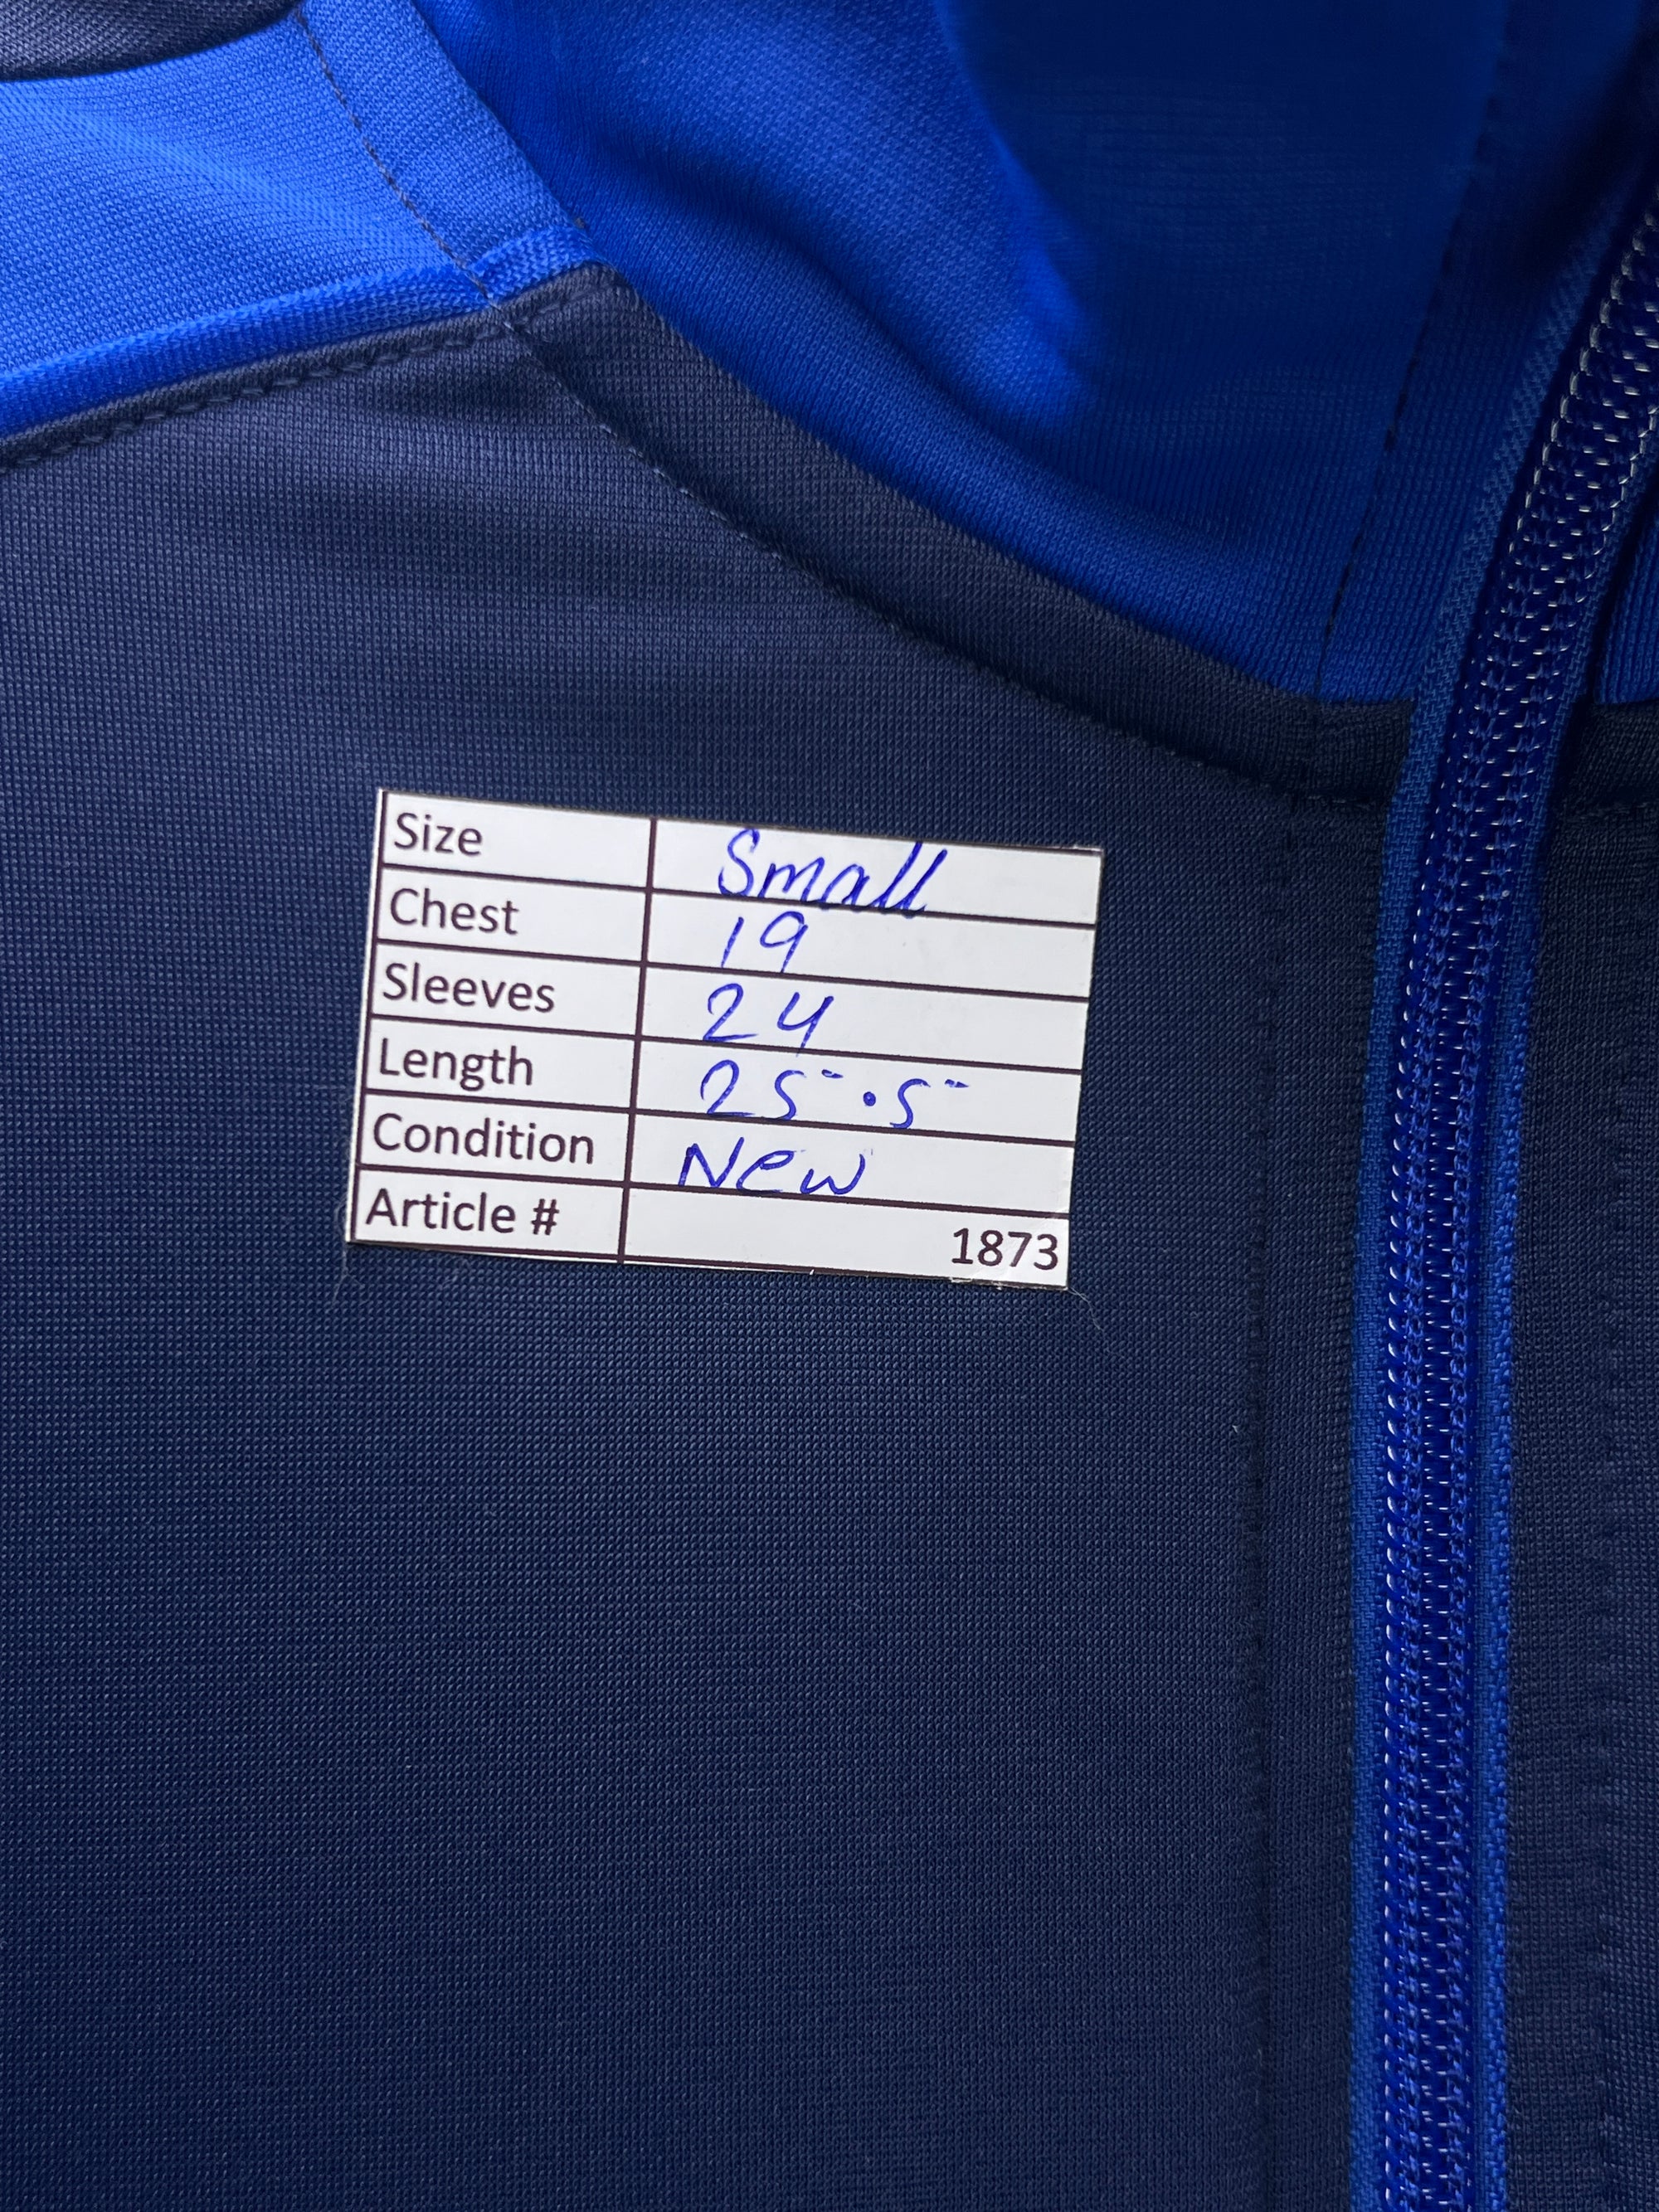 Size Small
Chest 19
Sleeves 24
Length 25.5
Condition New
Article # 1873